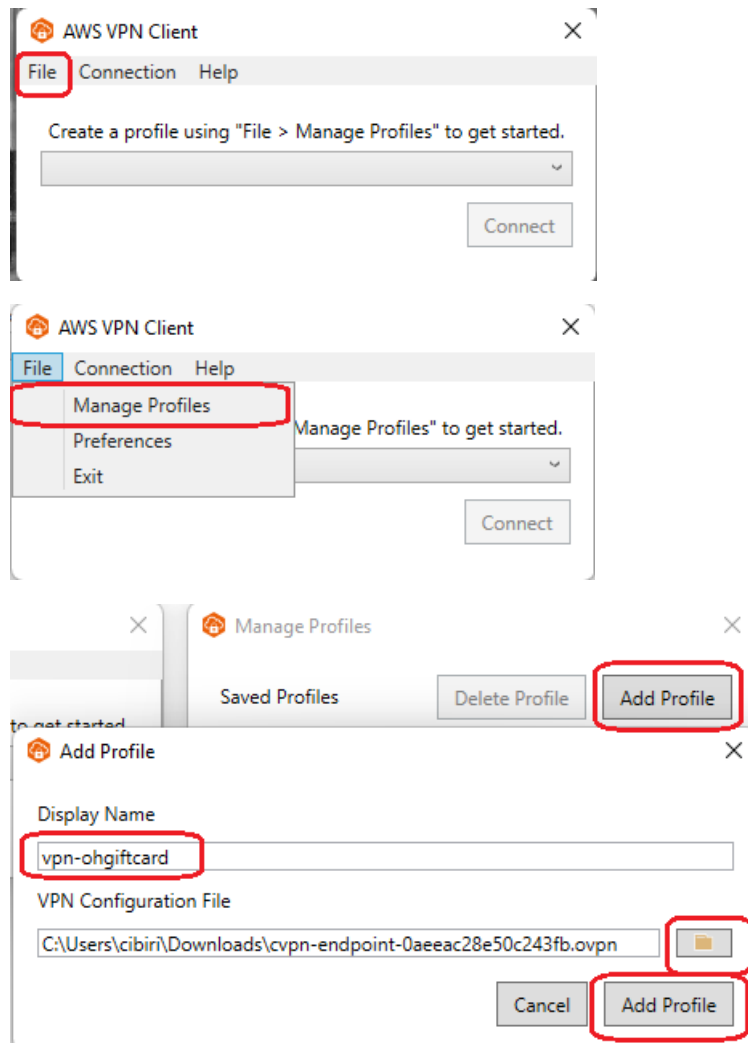 AWS VPN Client
File Connection Help
Create a profile using "File > Manage Profiles" to get started.
Connect
AWS VPN Client
File Connection Help
Manage Profiles
Manage Profiles" to get started.
Preferences
Exit
Connect
Manage Profiles
Saved Profiles Delete Profile Add Profile
to get started
Add Profile
Display Name
vpn-ohgiftcard
VPN Configuration File
C:\Users\cibiri\Downloads\cvpn-endpoint-0aeeac28e50c243fb.ovpn
Cancel Add Profile